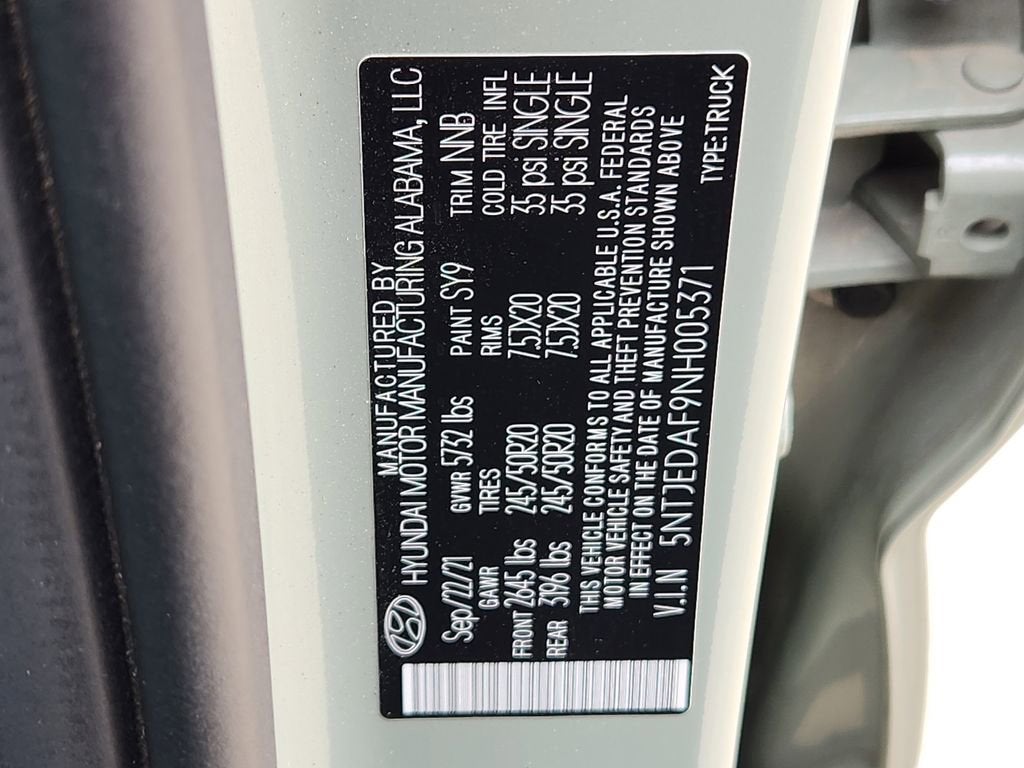 MANUFACTURED BY
HYUNDAI MOTOR MANUFACTURING ALABAMA, LLC
Sep/22/21 GVWR 5732 lbs PAINT SY9 TRIM NNB
GAWR TIRES RIMS COLD TIRE INFL
FRONT 2645 lbs 245/50R20 7.5JX20 35 psi SINGLE
REAR 3196 lbs 245/50R20 7.5JX20 35 psi SINGLE
THIS VEHICLE CONFORMS TO ALL APPLICABLE U.S.A. FEDERAL
MOTOR VEHICLE SAFETY AND THEFT PREVENTION STANDARDS
IN EFFECT ON THE DATE OF MANUFACTURE SHOWN ABOVE
V.I.N 5NTJEDAF9NH005371
TYPE:TRUCK